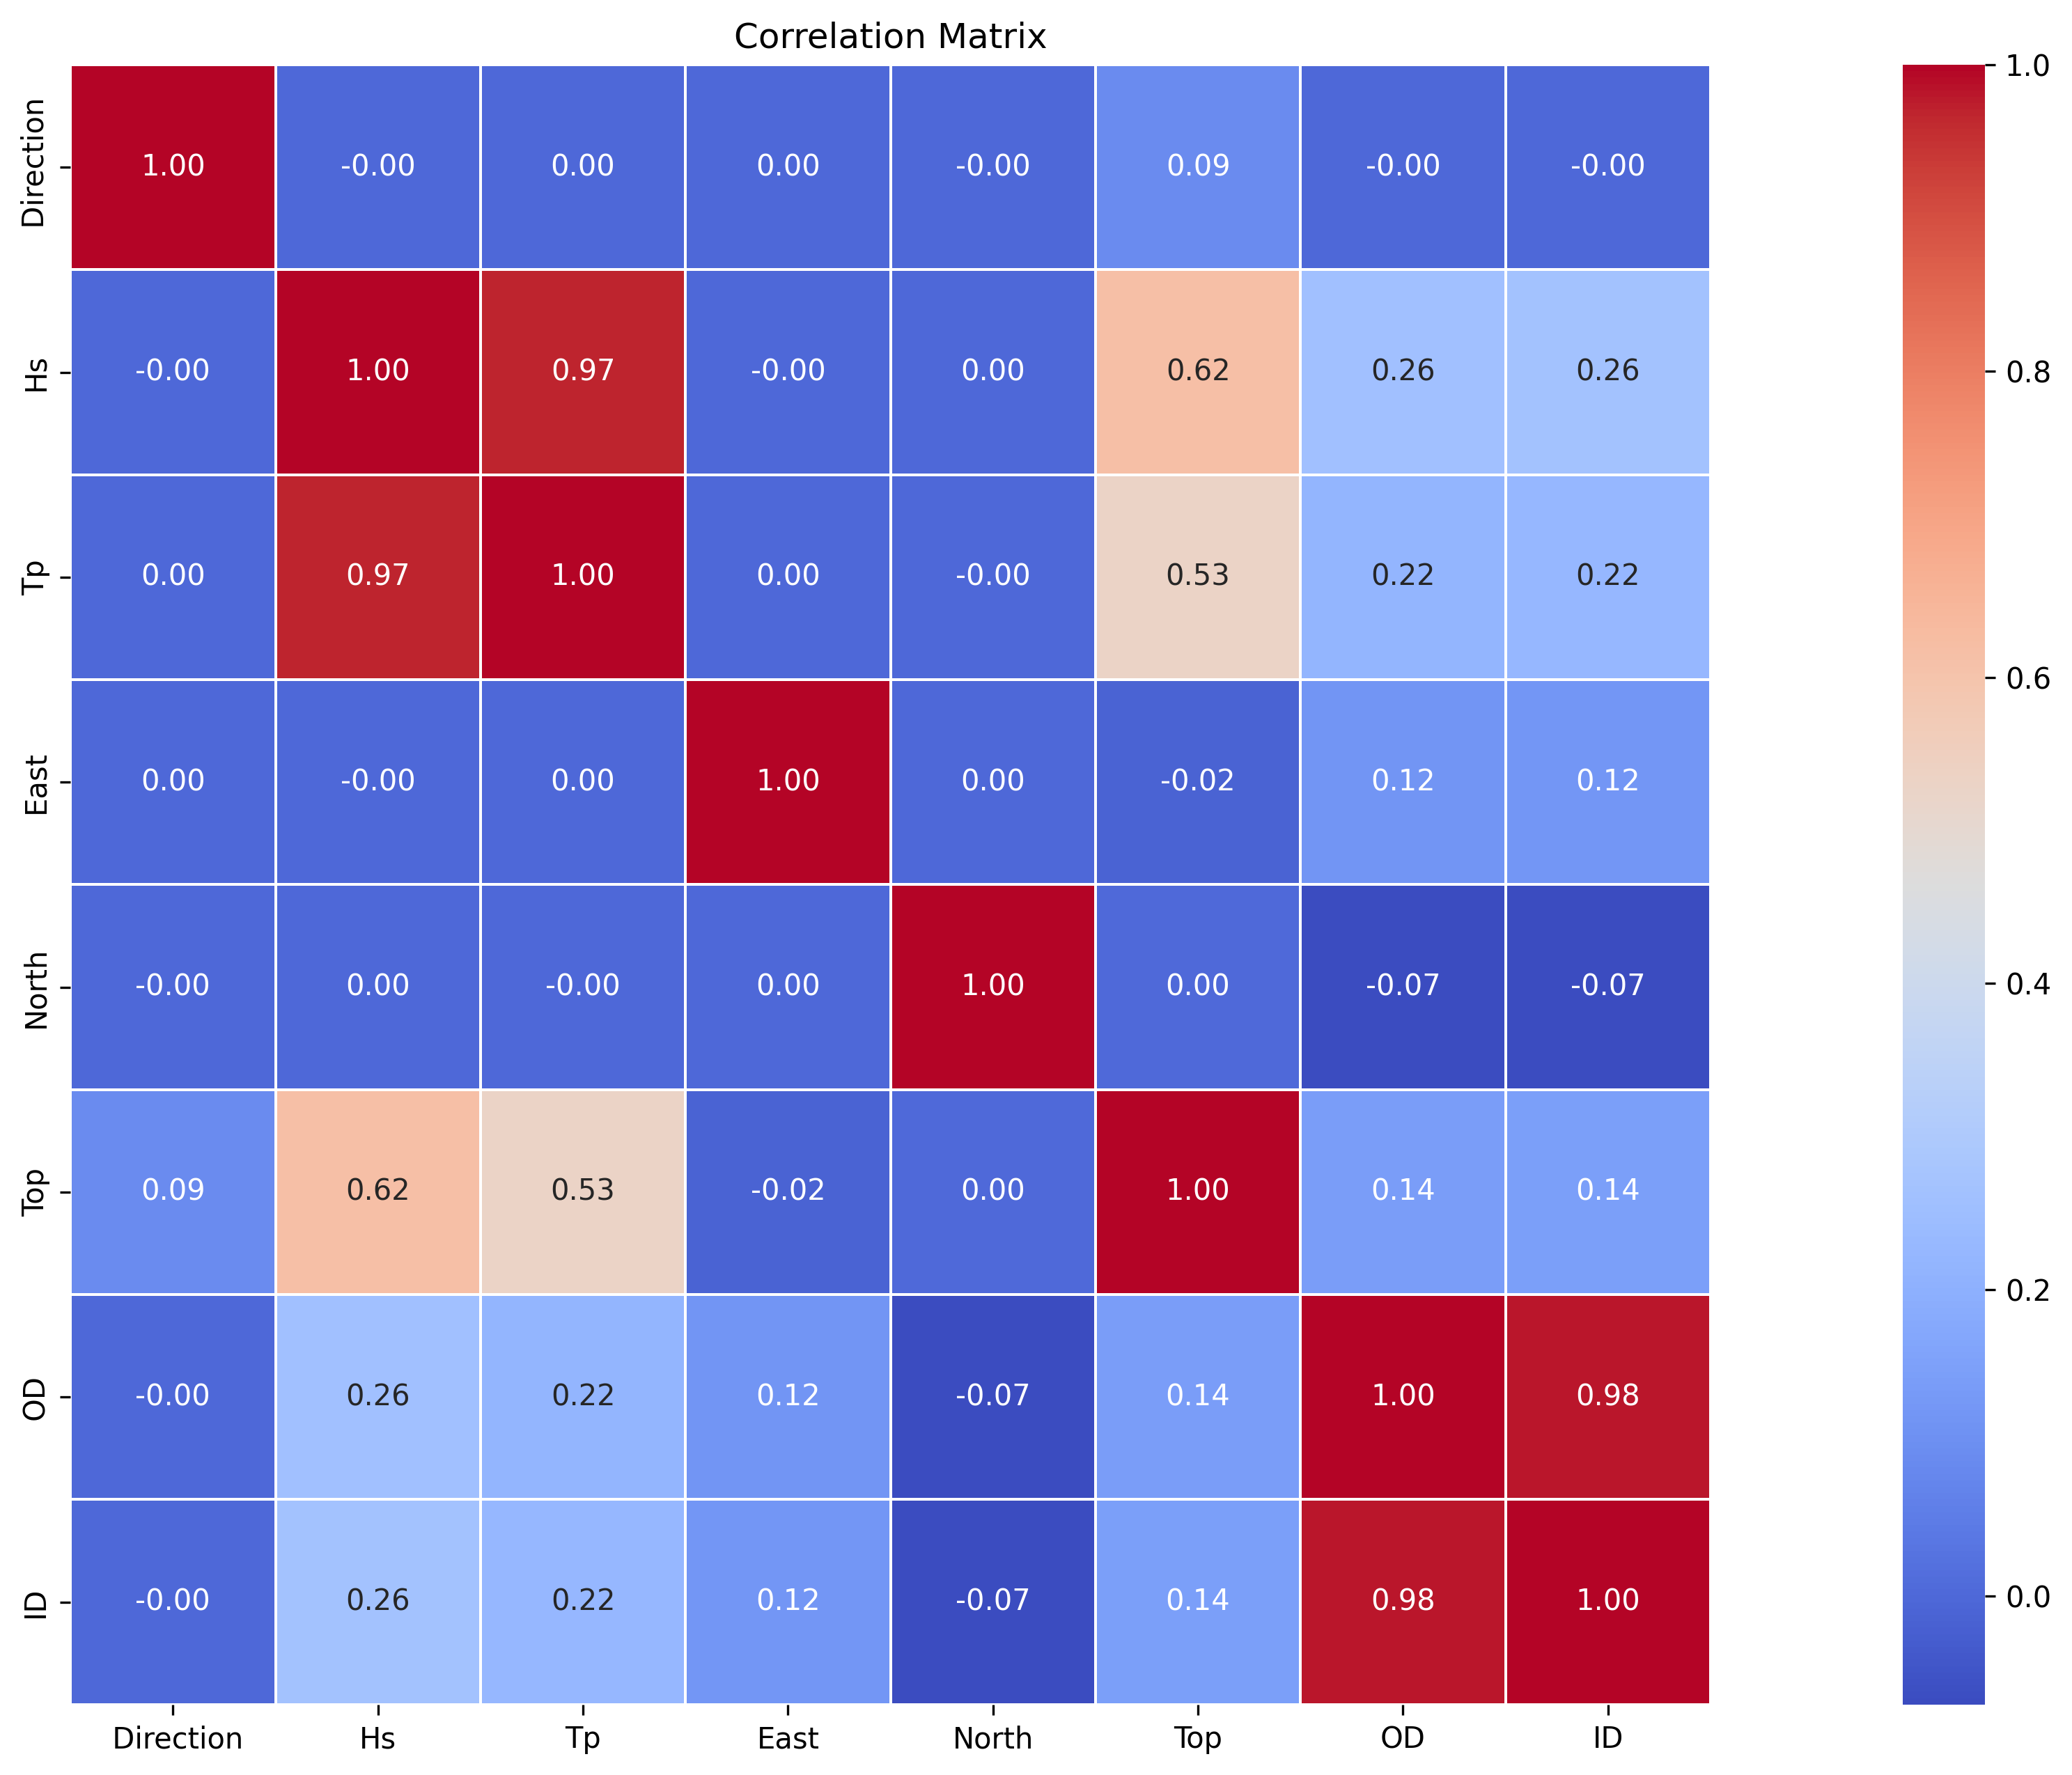 Correlation Matrix
Direction 1.00 -0.00 0.00 0.00 -0.00 0.09 -0.00 -0.00
Hs -0.00 1.00 0.97 -0.00 0.00 0.62 0.26 0.26
Tp 0.00 0.97 1.00 0.00 -0.00 0.53 0.22 0.22
East 0.00 -0.00 0.00 1.00 0.00 -0.02 0.12 0.12
North -0.00 0.00 -0.00 0.00 1.00 0.00 -0.07 -0.07
Top 0.09 0.62 0.53 -0.02 0.00 1.00 0.14 0.14
OD -0.00 0.26 0.22 0.12 -0.07 0.14 1.00 0.98
ID -0.00 0.26 0.22 0.12 -0.07 0.14 0.98 1.00
Direction Hs Tp East North Top OD ID
1.0
0.8
0.6
0.4
0.2
0.0